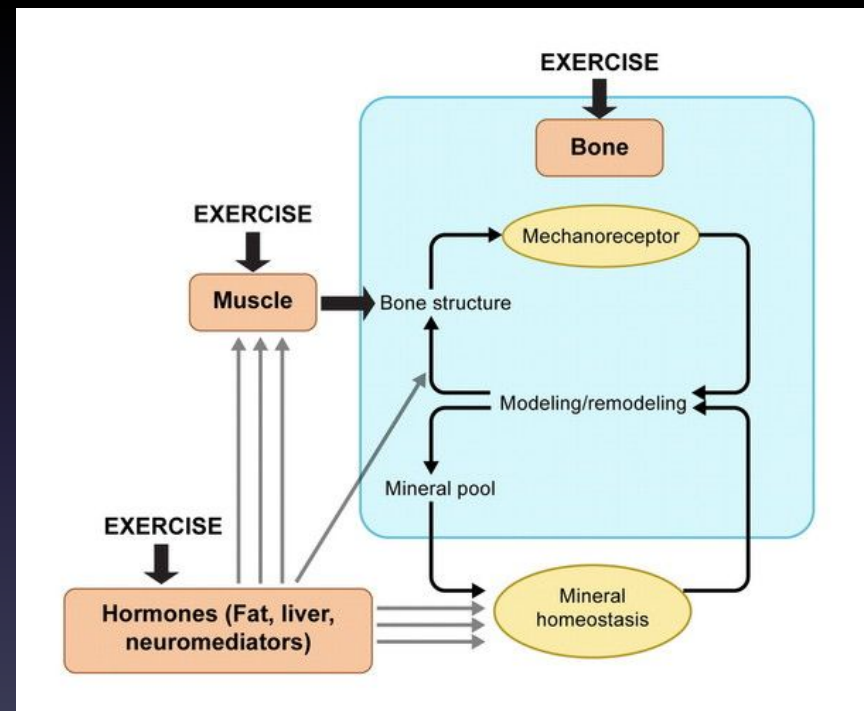 EXERCISE
Bone
EXERCISE
Mechanoreceptor
Muscle
Bone structure
Modeling/remodeling
Mineral pool
EXERCISE
Hormones (Fat, liver,
neuromediators)
Mineral
homeostasis